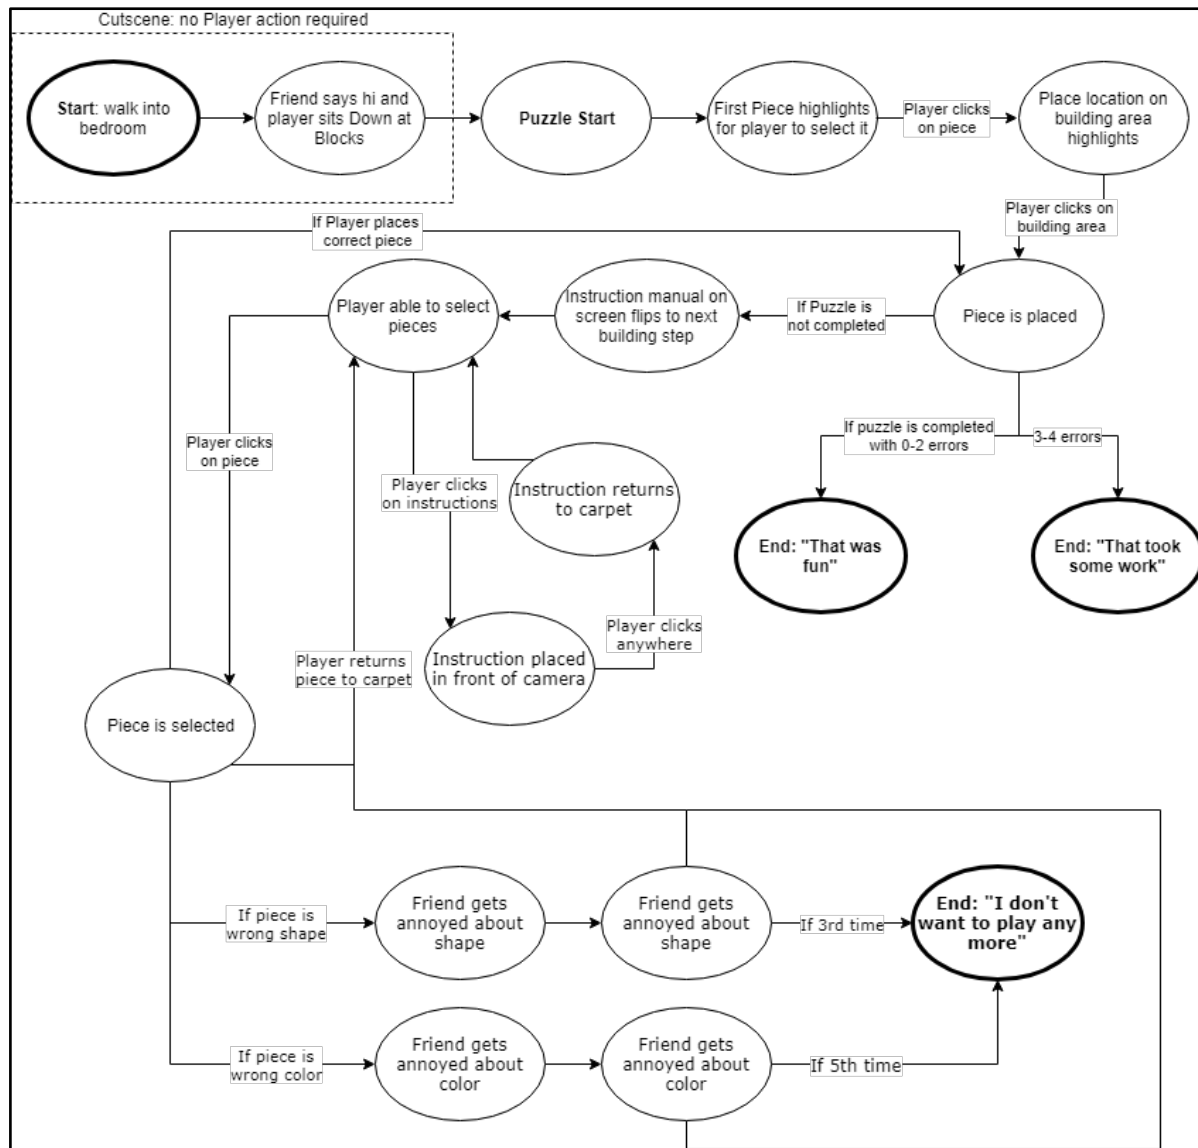 Cutscene: no Player action required
Start: walk into
bedroom
Friend says hi and
player sits Down at
Blocks
Puzzle Start
First Piece highlights
for player to select it
Player clicks
on piece
Place location on
building area
highlights
Player clicks on
building area
If Player places
correct piece
Player able to select
pieces
Instruction manual on
screen flips to next
building step
If Puzzle is
not completed
Piece is placed
Player clicks
on piece
If puzzle is completed
with 0-2 errors
3-4 errors
Player clicks
on instructions
Instruction returns
to carpet
End: "That was
fun"
End: "That took
some work"
Player clicks
anywhere
Player returns
piece to carpet
Instruction placed
in front of camera
Piece is selected
If piece is
wrong shape
Friend gets
annoyed about
shape
Friend gets
annoyed about
shape
If 3rd time
End: "I don't
want to play any
more"
If piece is
wrong color
Friend gets
annoyed about
color
Friend gets
annoyed about
color
If 5th time